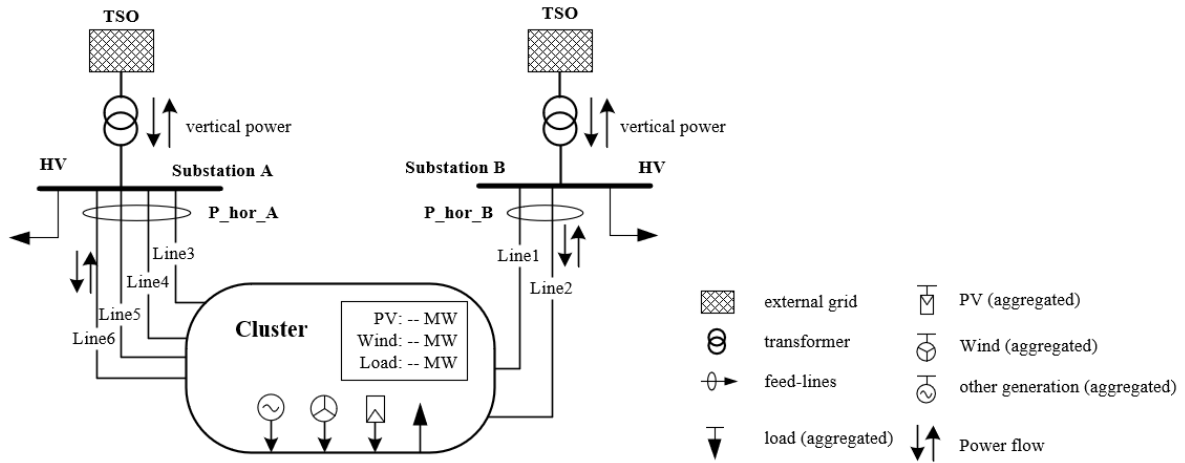 TSO
TSO
vertical power
vertical power
HV
Substation A
Substation B
HV
P_hor_A
P_hor_B
Line3
Line4
Line5
Line6
Line1
Line2
Cluster
PV: -- MW
Wind: -- MW
Load: -- MW
external grid
transformer
feed-lines
load (aggregated)
PV (aggregated)
Wind (aggregated)
other generation (aggregated)
Power flow